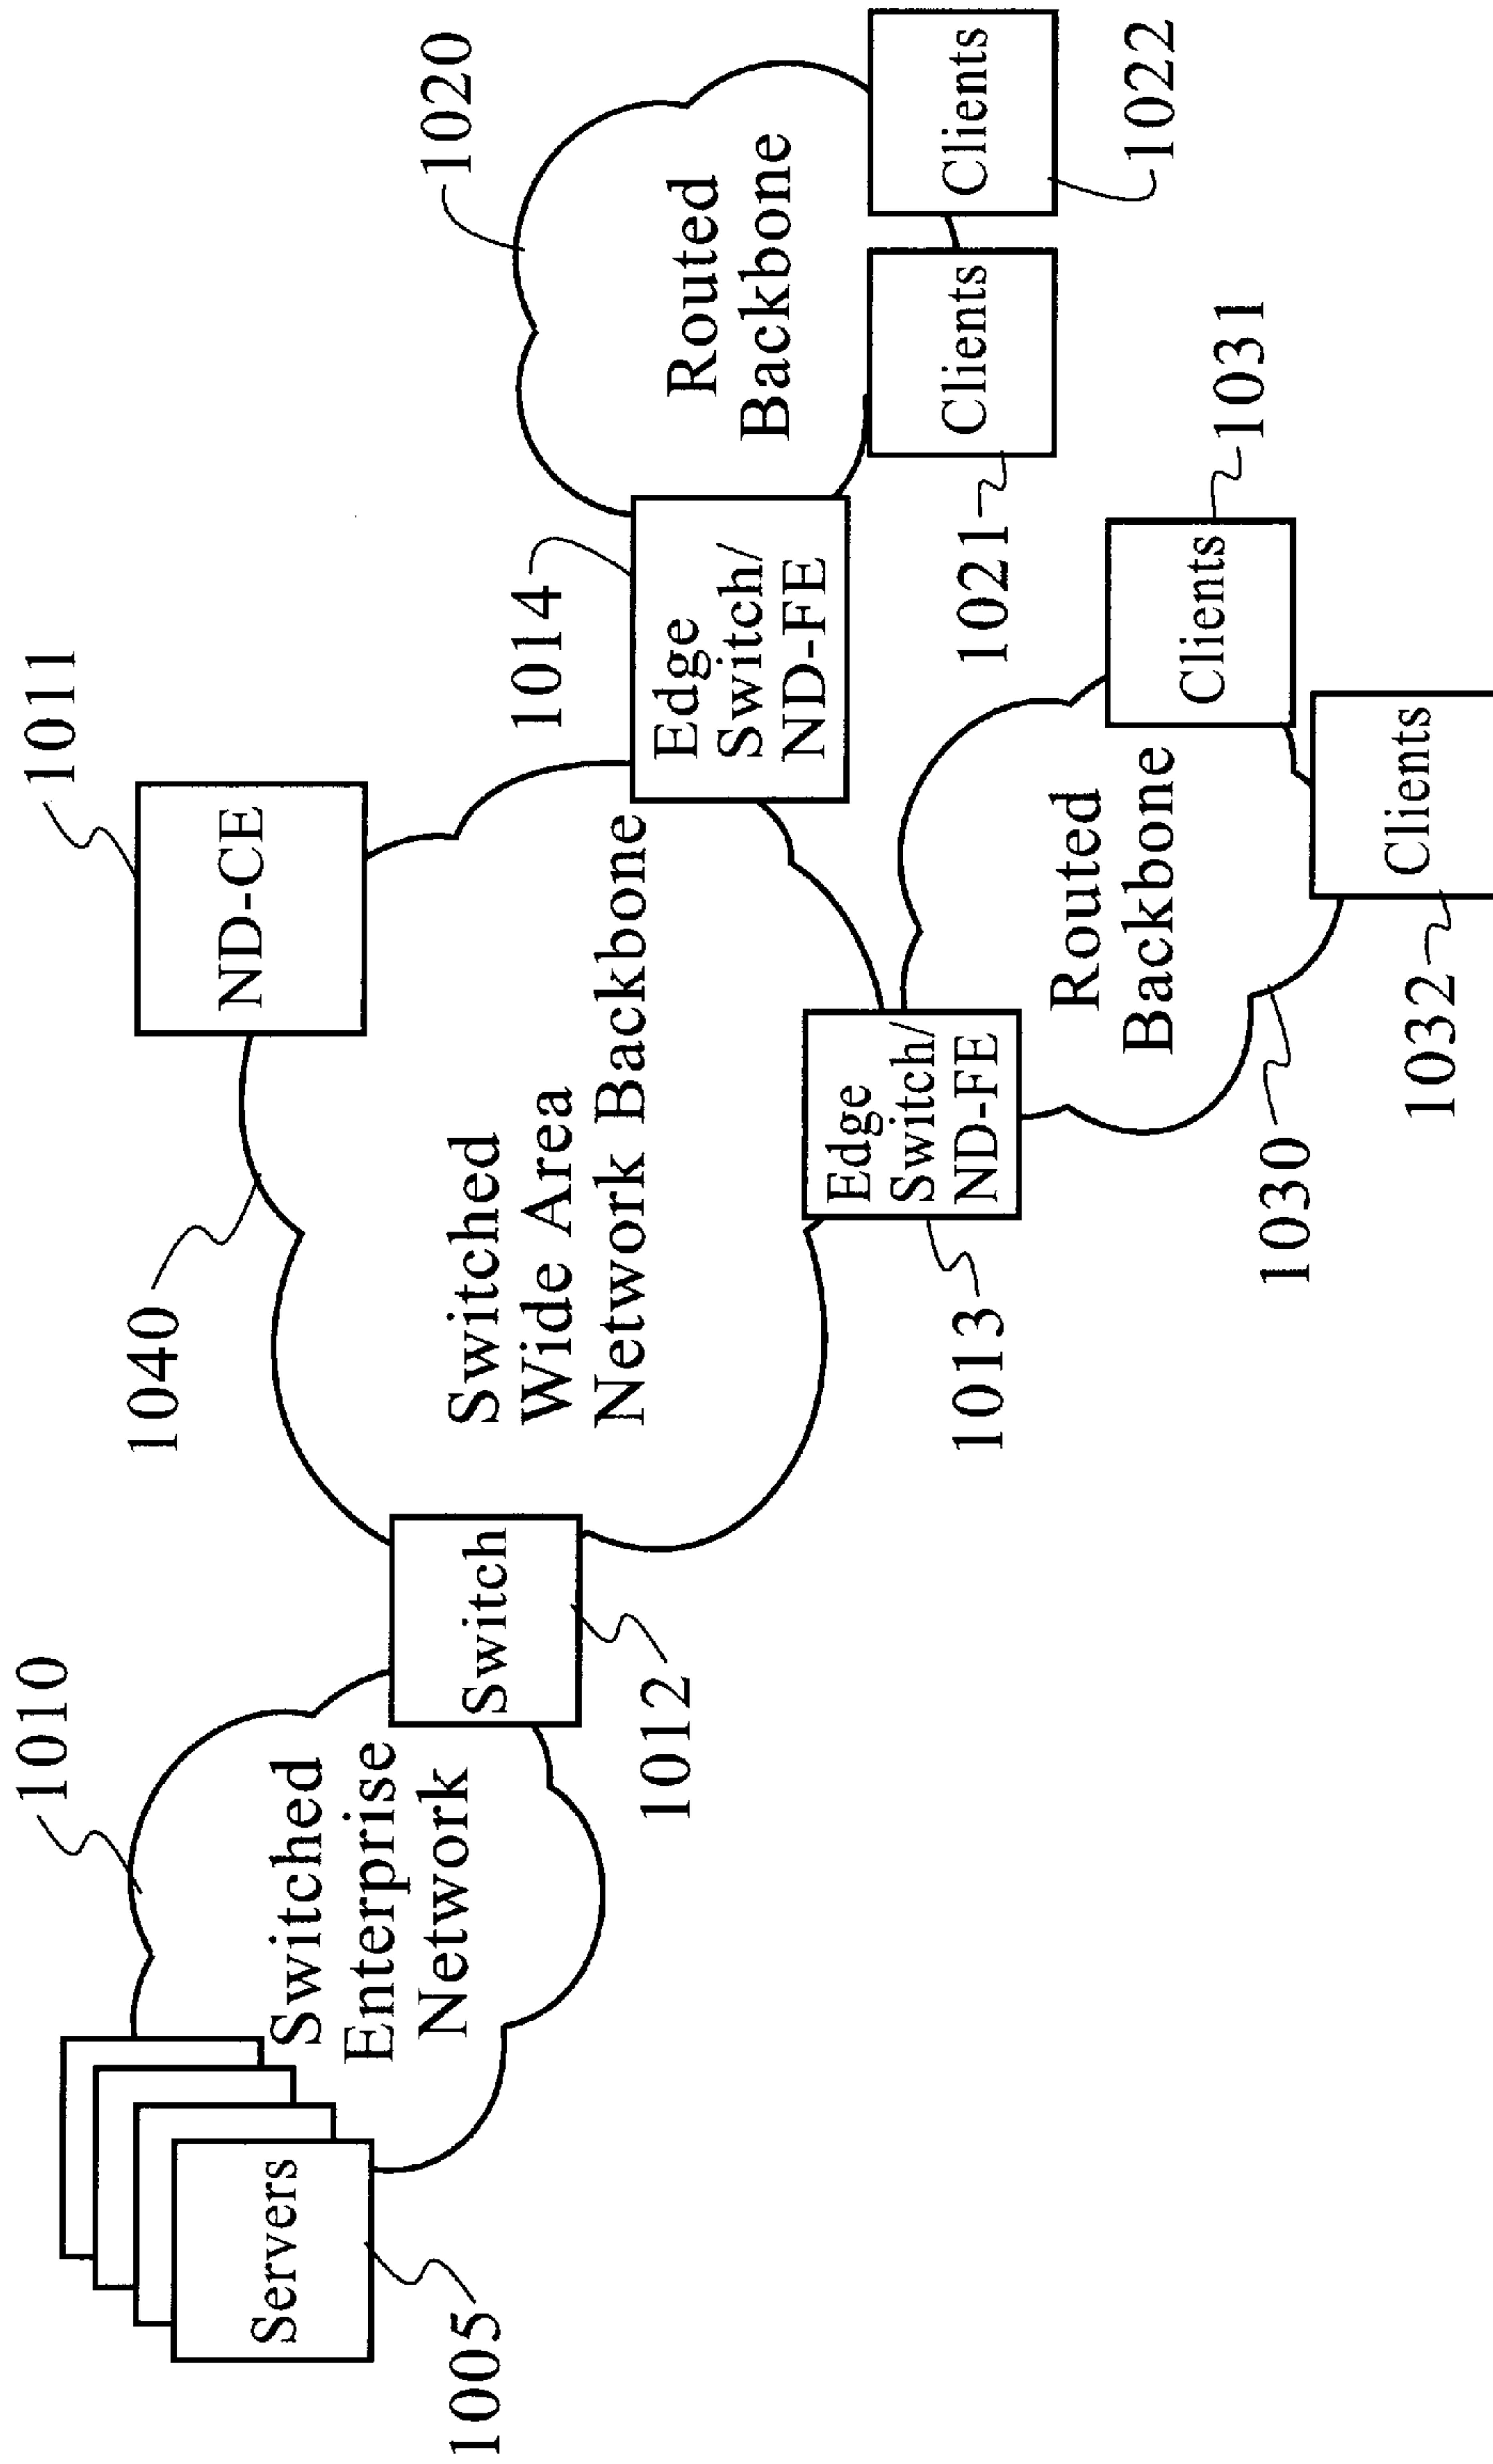 1010
Servers
1005
Switched
Enterprise
Network
Switch
1012
1040
1011
ND-CE
Switched
Wide Area
Network Backbone
1014
Edge
Switch/
ND-FE
1013
Edge
Switch/
ND-FE
1020
Routed
Backbone
Clients
1021
Clients
1022
Routed
Backbone
1030
Clients
1031
Clients
1032